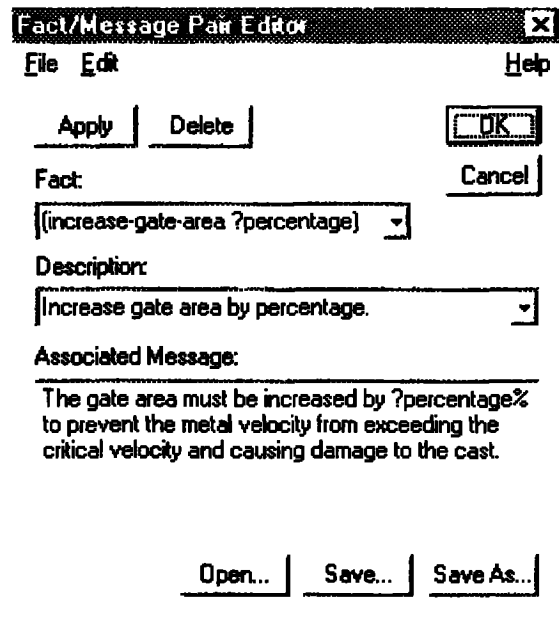 Fact/Message Pair Editor
File Edit Help
Apply Delete OK
Fact: Cancel
(increase-gate-area ?percentage)
Description:
Increase gate area by percentage.
Associated Message:
The gate area must be increased by ?percentage%
to prevent the metal velocity from exceeding the
critical velocity and causing damage to the cast.
Open... Save... Save As...